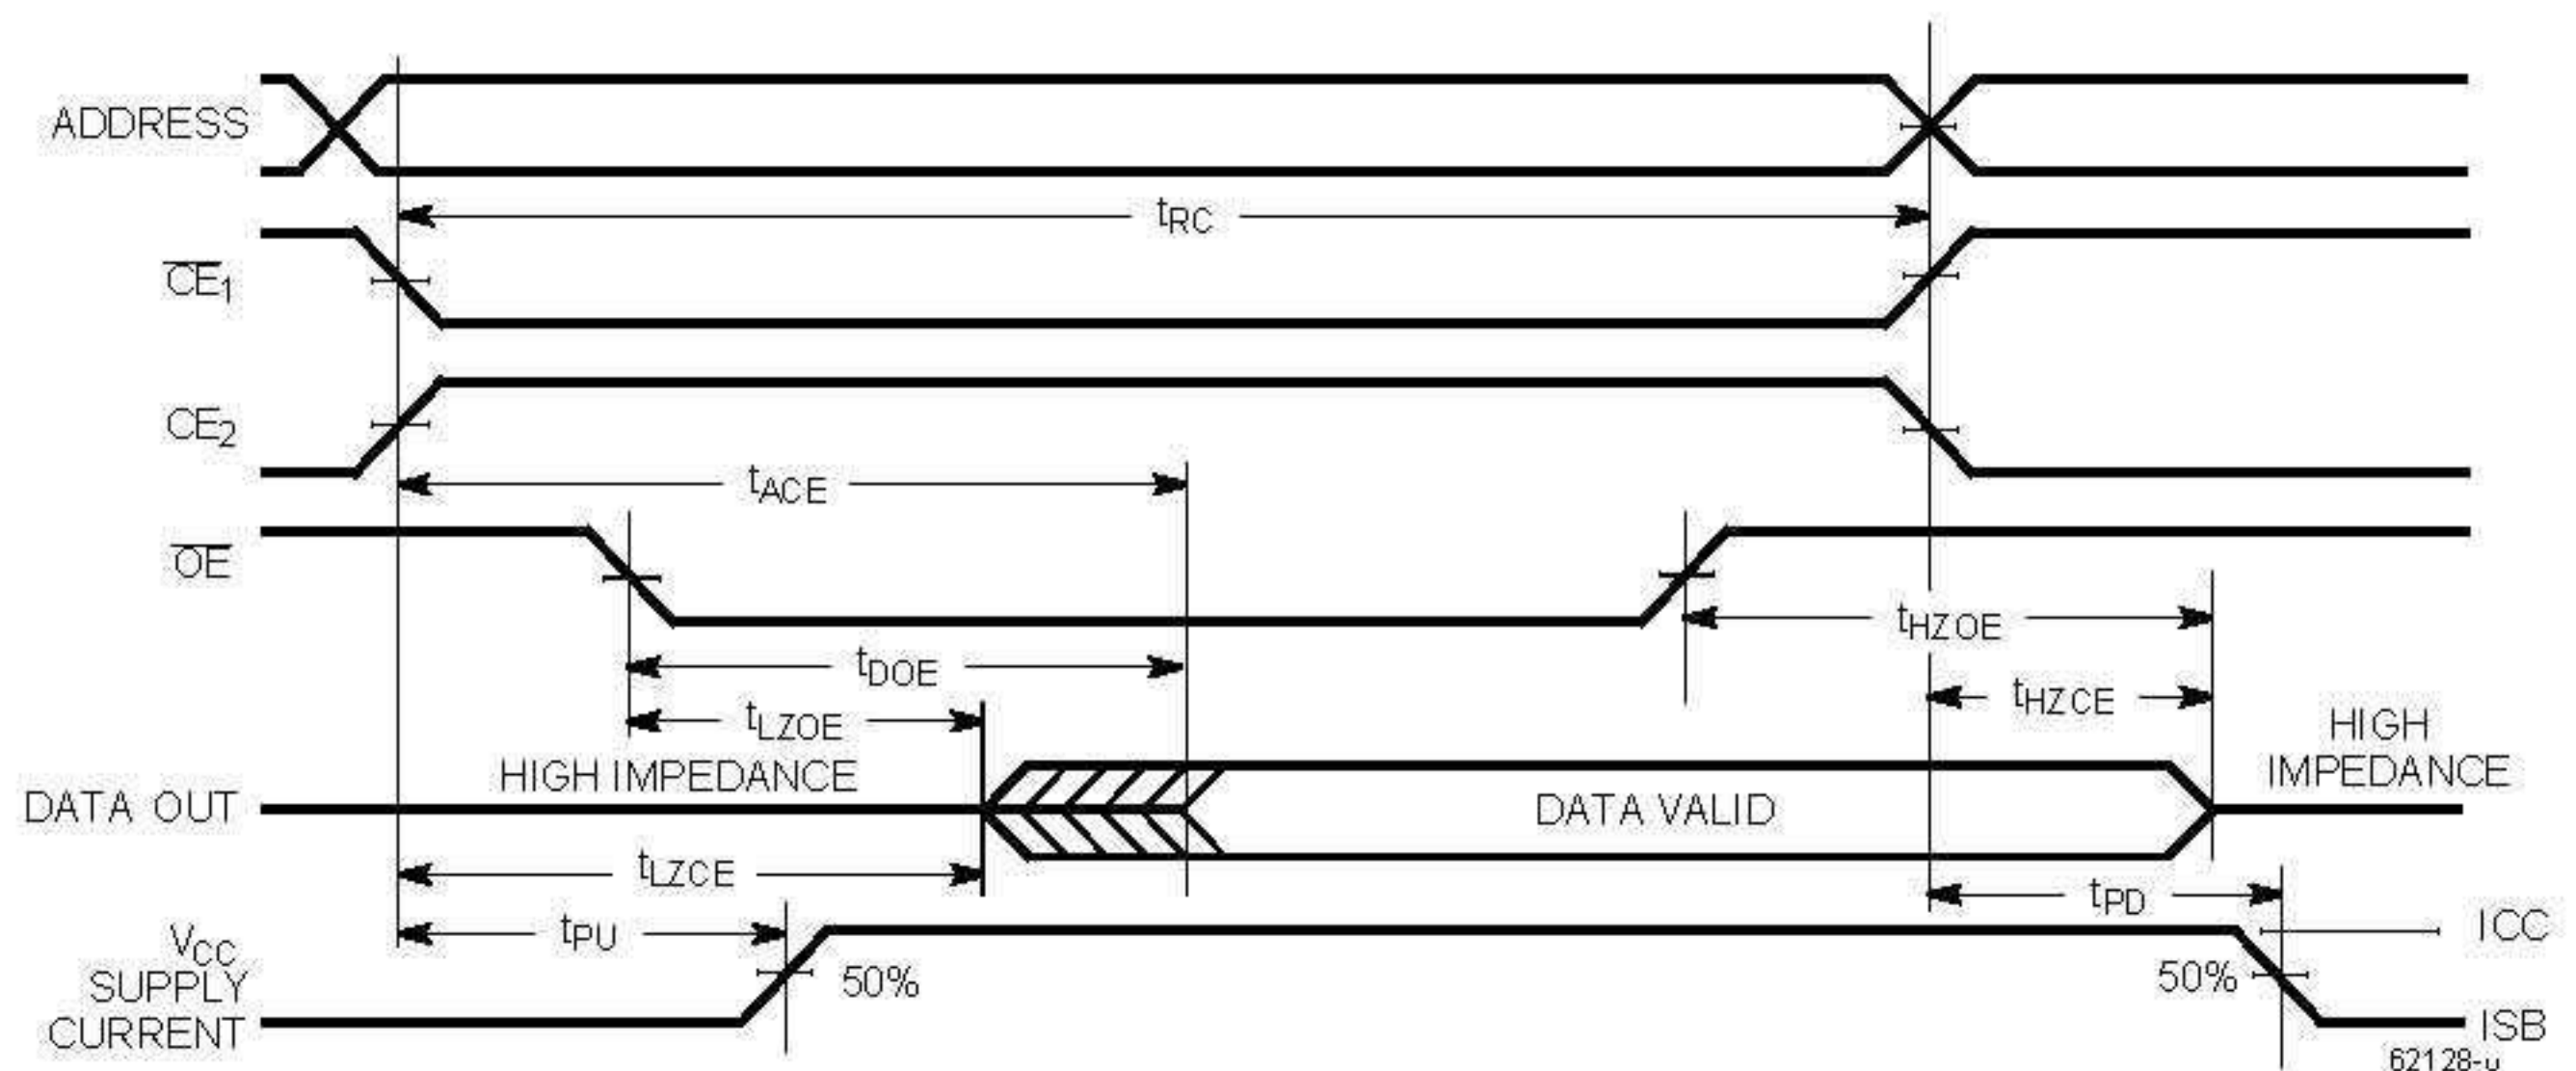 ADDRESS
tRC
CE1
CE2
tACE
OE
tHZOE
tDOE
tHZCE
tLZOE
HIGH IMPEDANCE
HIGH
IMPEDANCE
DATA OUT
DATA VALID
tLZCE
tPD
tPU
VCC
SUPPLY
CURRENT
50%
50%
ICC
ISB
62128-u